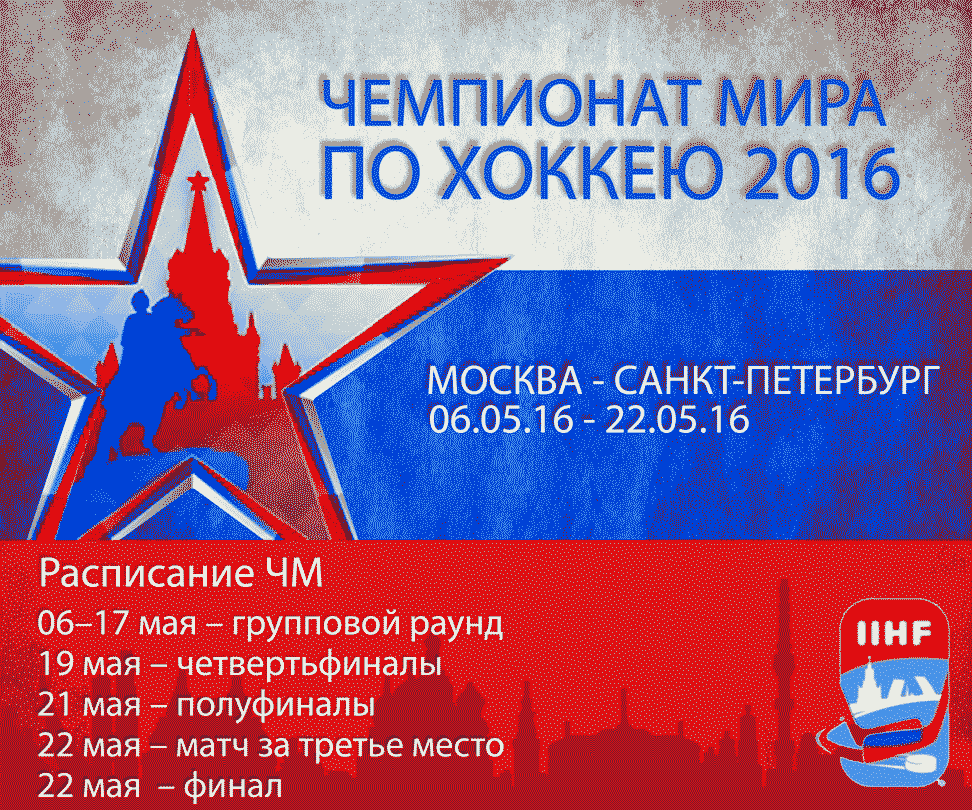 ЧЕМПИОНАТ МИРА
ПО ХОККЕЮ 2016
МОСКВА - САНКТ-ПЕТЕРБУРГ
06.05.16 - 22.05.16
Расписание ЧМ
06–17 мая – групповой раунд
19 мая – четвертьфиналы
21 мая – полуфиналы
22 мая – матч за третье место
22 мая – финал
IIHF